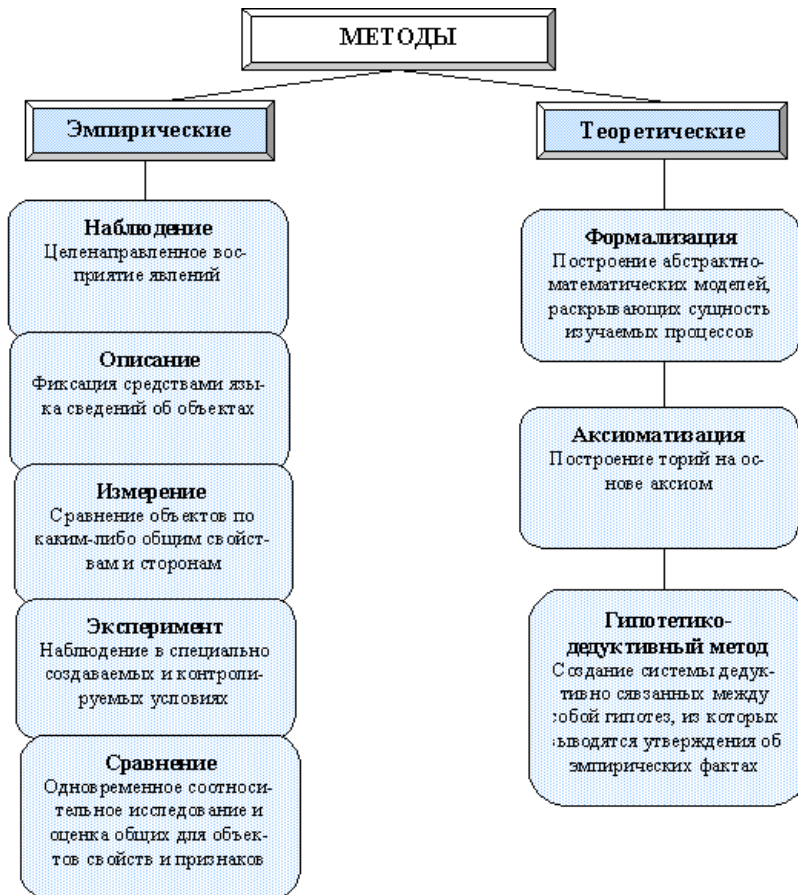 МЕТОДЫ
Эмпирические
Наблюдение
Целенаправленное вос-
приятие явлений
Описание
Фиксация средствами язы-
ка сведений об объектах
Измерение
Сравнение объектов по
каким-либо общим свойст-
вам и сторонам
Эксперимент
Наблюдение в специально
создаваемых и контроли-
руемых условиях
Сравнение
Одновременное соотноси-
тельное исследование и
оценка общих для объек-
тов свойств и признаков
Теоретические
Формализация
Построение абстрактно-
математических моделей,
раскрывающих сущность
изучаемых процессов
Аксиоматизация
Построение торий на ос-
нове аксиом
Гипотетико-
дедуктивный метод
Создание системы дедук-
тивно сявзанных между
собой гипотез, из которых
выводятся утверждения об
эмпирических фактах